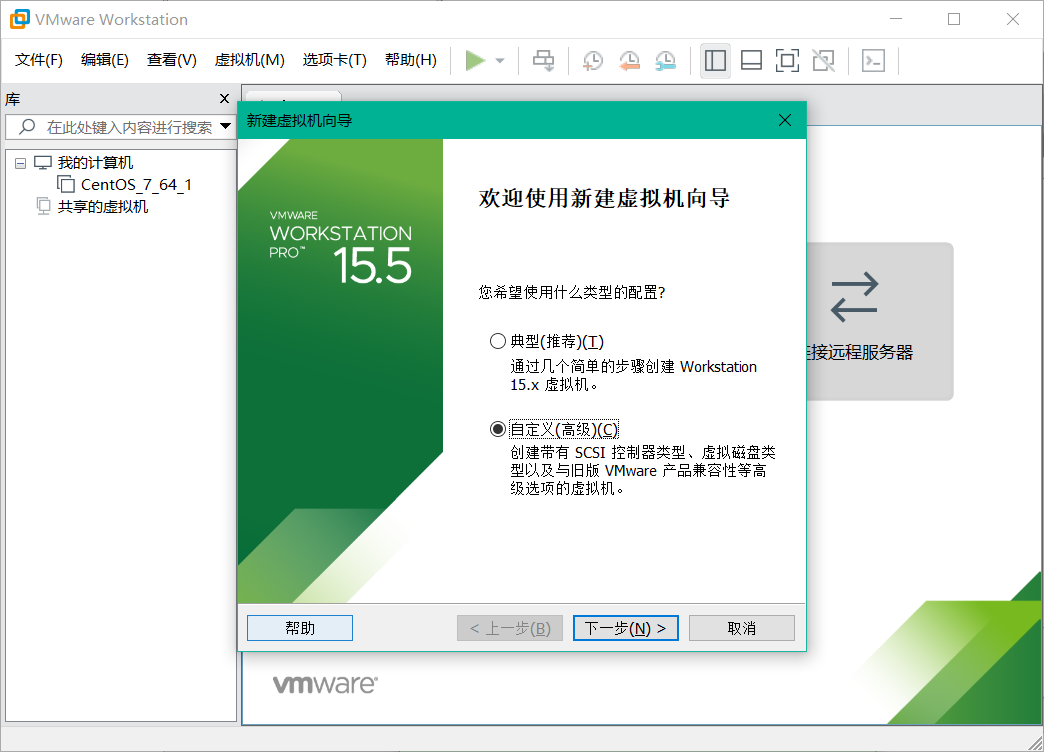 VMware Workstation
文件(F) 编辑(E) 查看(V) 虚拟机(M) 选项卡(T) 帮助(H)
库
在此处键入内容进行搜索
我的计算机
CentOS_7_64_1
共享的虚拟机
新建虚拟机向导
VMWARE
WORKSTATION
PRO™ 15.5
欢迎使用新建虚拟机向导
您希望使用什么类型的配置?
典型(推荐)(T)
通过几个简单的步骤创建 Workstation
15.x 虚拟机。
自定义(高级)(C)
创建带有 SCSI 控制器类型、虚拟磁盘类
型以及与旧版 VMware 产品兼容性等高
级选项的虚拟机。
帮助
< 上一步(B)
下一步(N) >
取消
接远程服务器
vmware®